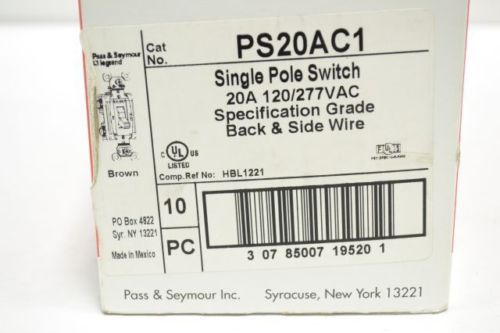 Pass & Seymour
legrand
Cat
No.
PS20AC1
Single Pole Switch
20A 120/277VAC
Specification Grade
Back & Side Wire
Brown
C UL US
LISTED
Comp.Ref No: HBL1221
PO Box 4822
Syr. NY 13221
Made in Mexico
10
PC
3 07 85007 19520 1
Pass & Seymour Inc. Syracuse, New York 13221